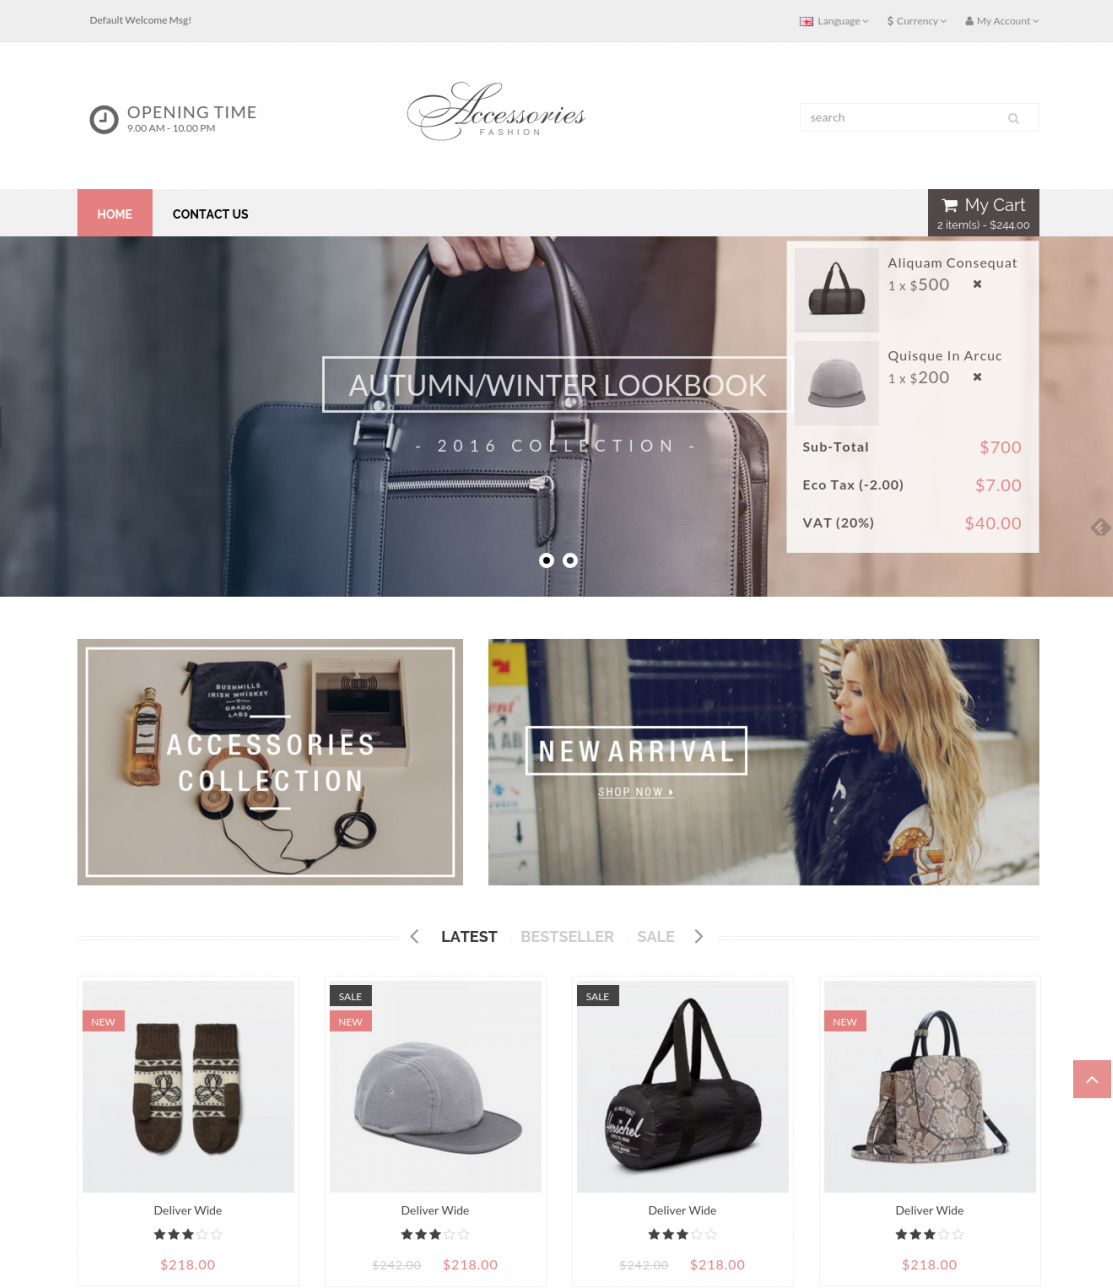 Default Welcome Msg!
Language
$ Currency
My Account
OPENING TIME
9.00 AM - 10.00 PM
Accessories
FASHION
search
HOME
CONTACT US
My Cart
2 item(s) - $244.00
Aliquam Consequat
1 x $500
Quisque In Arcuc
1 x $200
Sub-Total $700
Eco Tax (-2.00) $7.00
VAT (20%) $40.00
AUTUMN/WINTER LOOKBOOK
- 2016 COLLECTION -
BUSHMILLS
IRISH WHISKEY
X
GRADO
LABS
ACCESSORIES
COLLECTION
NEW ARRIVAL
SHOP NOW
LATEST
BESTSELLER
SALE
NEW
Deliver Wide
$218.00
SALE
NEW
Deliver Wide
$242.00 $218.00
SALE
Herschel
Deliver Wide
$242.00 $218.00
NEW
Deliver Wide
$218.00